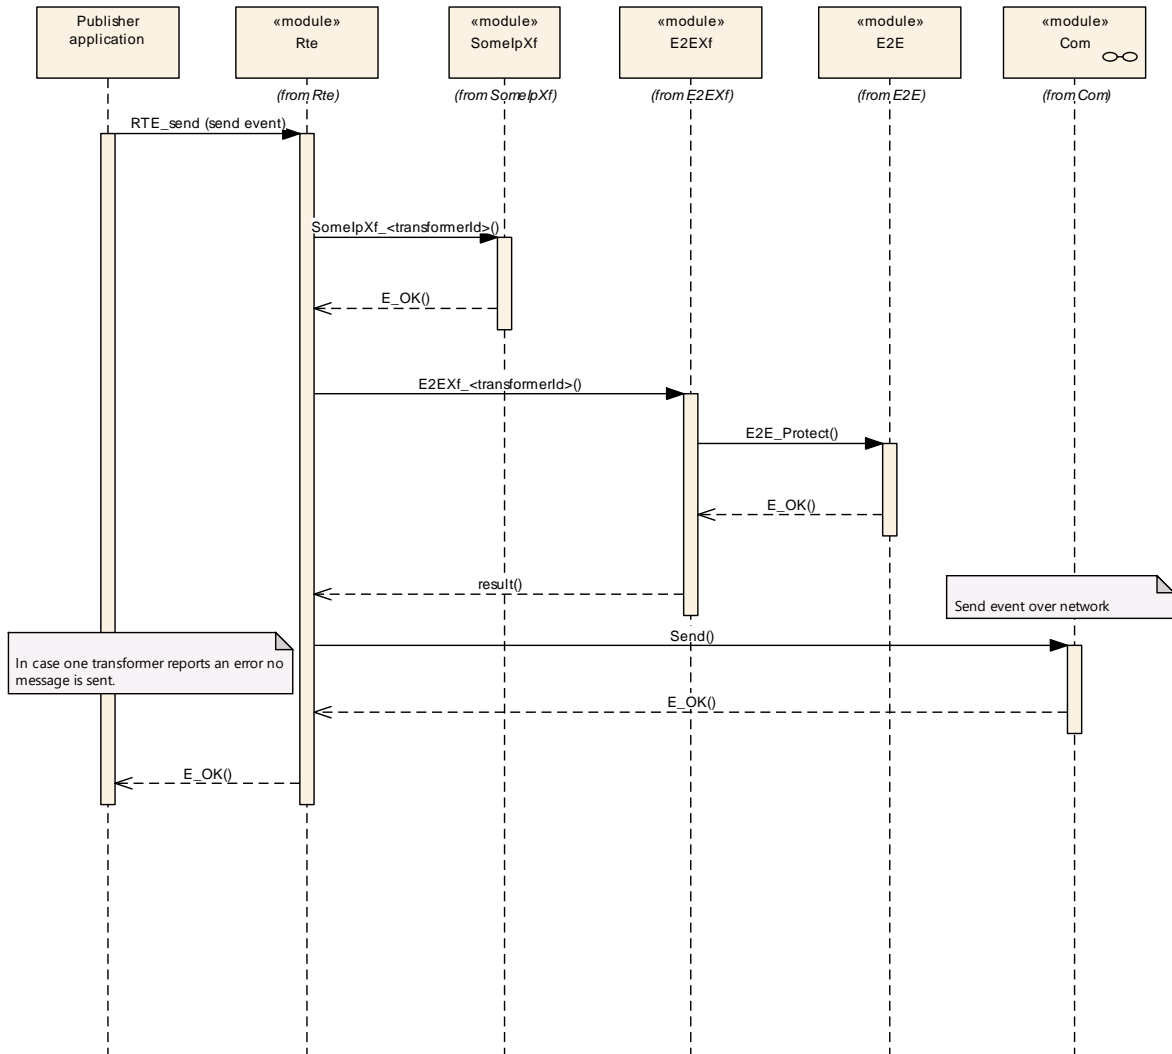 Publisher
application
«module»
Rte
«module»
SomeIpXf
«module»
E2EXf
«module»
E2E
«module»
Com
(from Rte)
(from SomeIpXf)
(from E2EXf)
(from E2E)
(from Com)
RTE_send (send event)
SomeIpXf_<transformerId>()
E_OK()
E2EXf_<transformerId>()
E2E_Protect()
E_OK()
result()
Send event over network
Send()
In case one transformer reports an error no
message is sent.
E_OK()
E_OK()